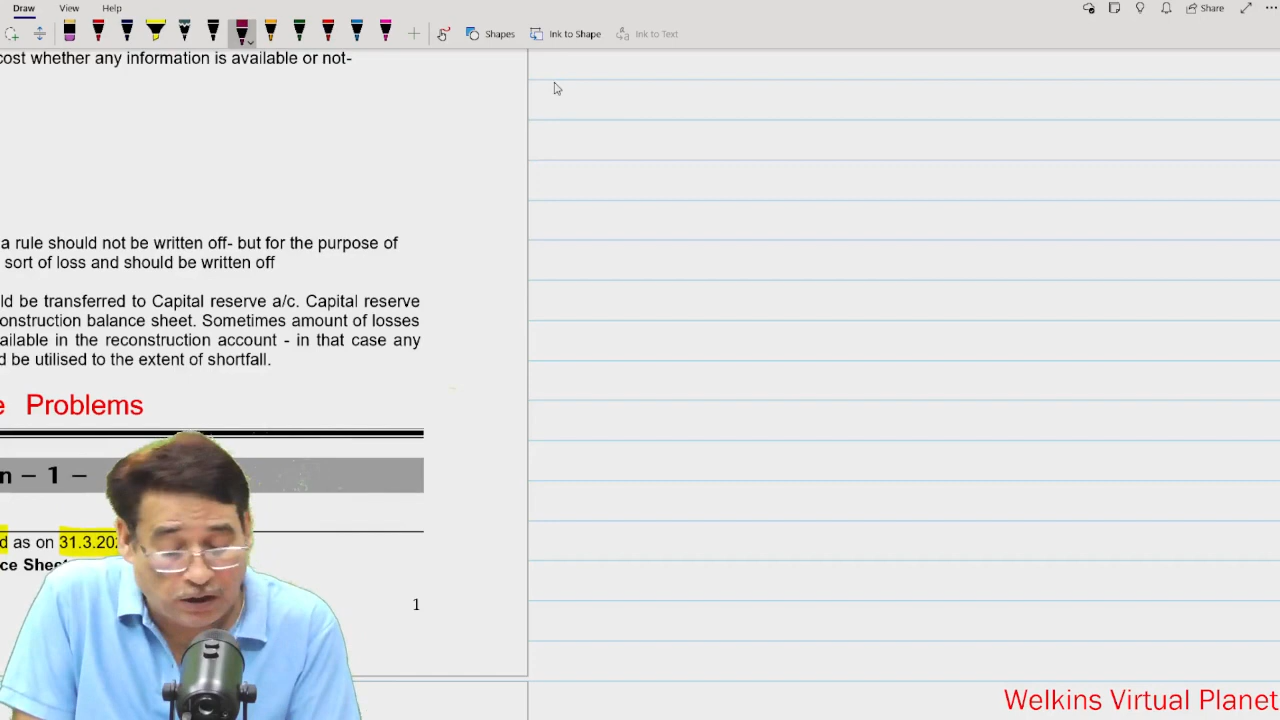 Draw View Help
Share
Shapes Ink to Shape Ink to Text
cost whether any information is available or not-
a rule should not be written off- but for the purpose of
sort of loss and should be written off
ld be transferred to Capital reserve a/c. Capital reserve
onstruction balance sheet. Sometimes amount of losses
ailable in the reconstruction account - in that case any
d be utilised to the extent of shortfall.
e Problems
n – 1 –
d as on 31.3.202
ce Sheet
1
Welkins Virtual Planet